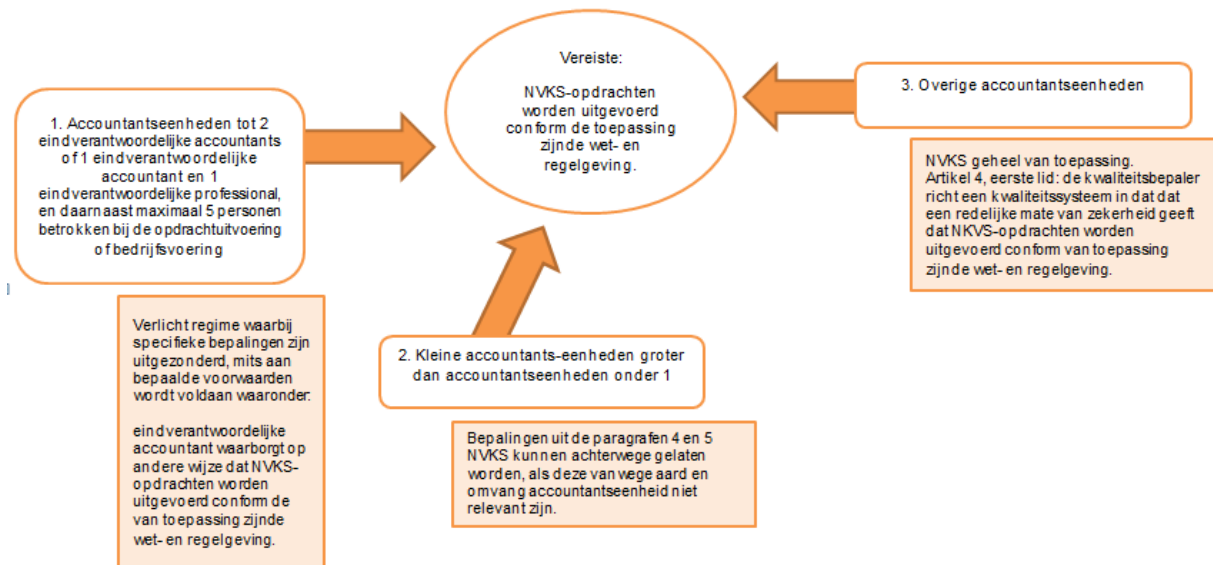 Vereiste:
NVKS-opdrachten
worden uitgevoerd
conform de toepassing
zijnde wet- en
regelgeving.
1. Accountantseenheden tot 2
eindverantwoordelijke accountants
of 1 eindverantwoordelijke
accountant en 1
eindverantwoordelijke professional,
en daarnaast maximaal 5 personen
betrokken bij de opdrachtuitvoering
of bedrijfsvoering
Verlicht regime waarbij
specifieke bepalingen zijn
uitgezonderd, mits aan
bepaalde voorwaarden
wordt voldaan waaronder:
eindverantwoordelijke
accountant waarborgt op
andere wijze dat NVKS-
opdrachten worden
uitgevoerd conform de
van toepassing zijnde
wet- en regelgeving.
2. Kleine accountants-eenheden groter
dan accountantseenheden onder 1
Bepalingen uit de paragrafen 4 en 5
NVKS kunnen achterwege gelaten
worden, als deze vanwege aard en
omvang accountantseenheid niet
relevant zijn.
3. Overige accountantseenheden
NVKS geheel van toepassing.
Artikel 4, eerste lid: de kwaliteitsbepaler
richt een kwaliteitssysteem in dat dat
een redelijke mate van zekerheid geeft
dat NKVS-opdrachten worden
uitgevoerd conform van toepassing
zijnde wet- en regelgeving.